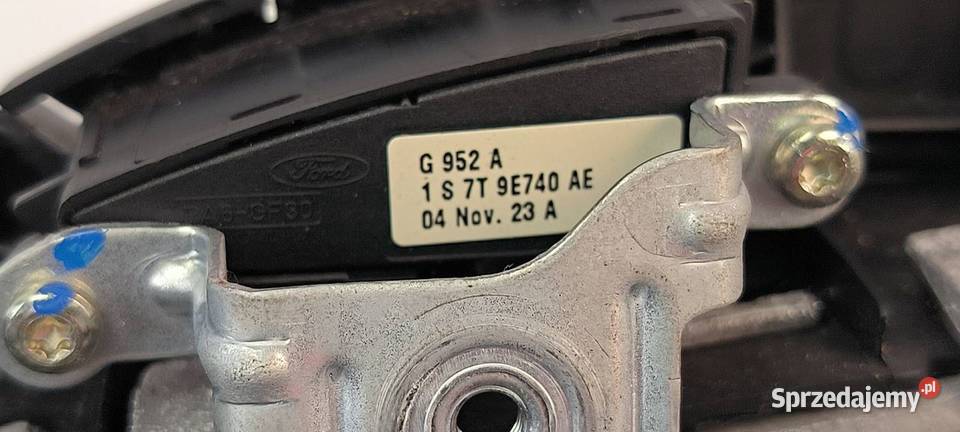 G 952 A
1 S 7T 9E740 AE
04 Nov. 23 A
Ford
Sprzedajemy.pl